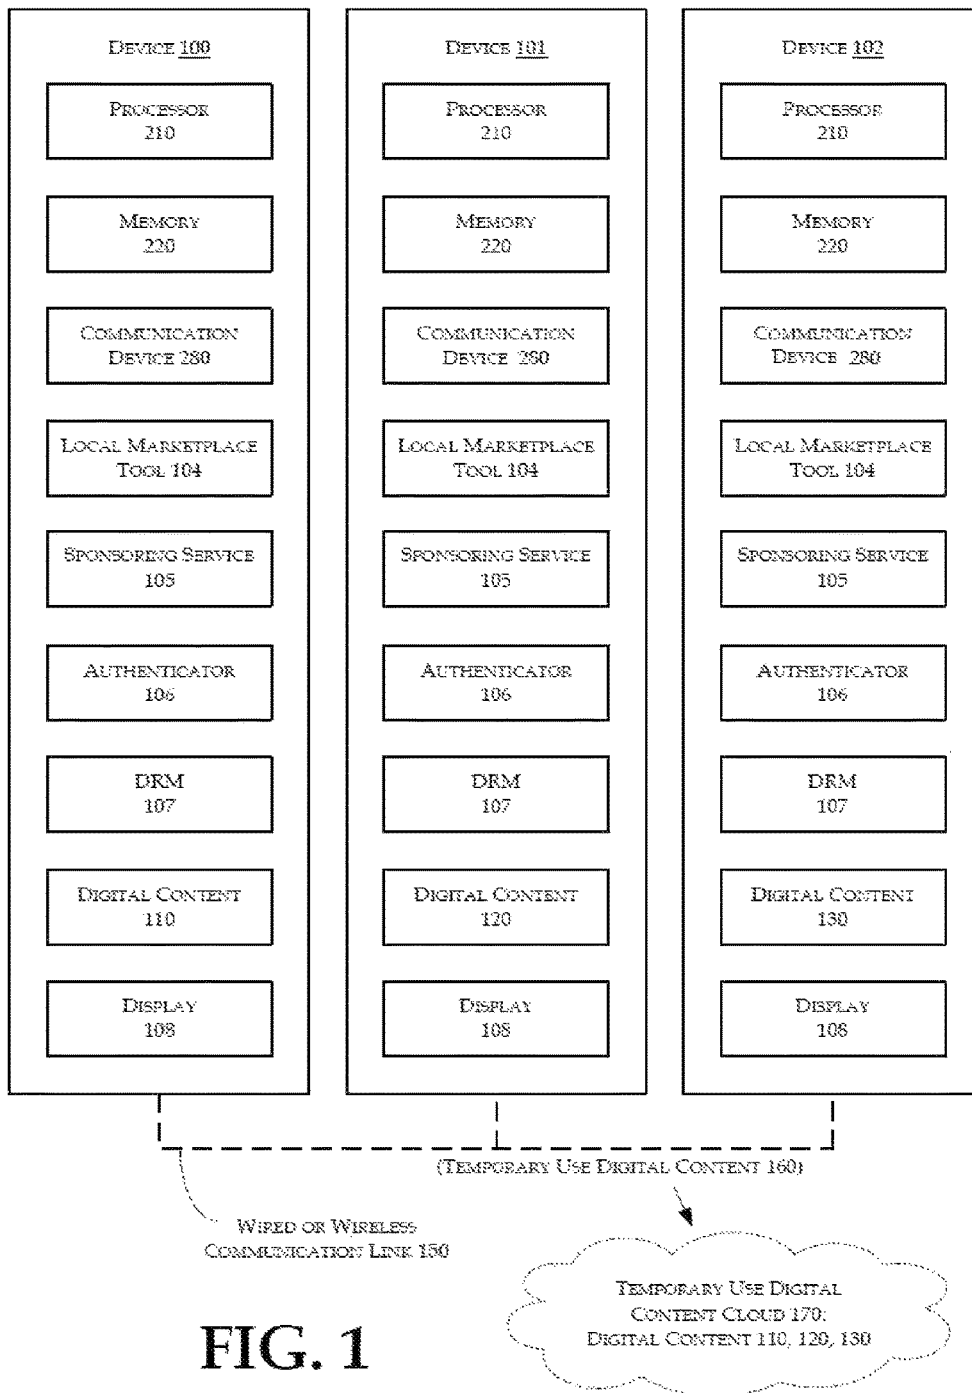 DEVICE 100
PROCESSOR
210
MEMORY
220
COMMUNICATION
DEVICE 280
LOCAL MARKETPLACE
TOOL 104
SPONSORING SERVICE
105
AUTHENTICATOR
106
DRM
107
DIGITAL CONTENT
110
DISPLAY
108
DEVICE 101
PROCESSOR
210
MEMORY
220
COMMUNICATION
DEVICE 280
LOCAL MARKETPLACE
TOOL 104
SPONSORING SERVICE
105
AUTHENTICATOR
106
DRM
107
DIGITAL CONTENT
120
DISPLAY
108
DEVICE 102
PROCESSOR
210
MEMORY
220
COMMUNICATION
DEVICE 280
LOCAL MARKETPLACE
TOOL 104
SPONSORING SERVICE
105
AUTHENTICATOR
106
DRM
107
DIGITAL CONTENT
130
DISPLAY
108
(TEMPORARY USE DIGITAL CONTENT 160)
WIRED OR WIRELESS
COMMUNICATION LINK 150
TEMPORARY USE DIGITAL
CONTENT CLOUD 170:
DIGITAL CONTENT 110, 120, 130
FIG. 1